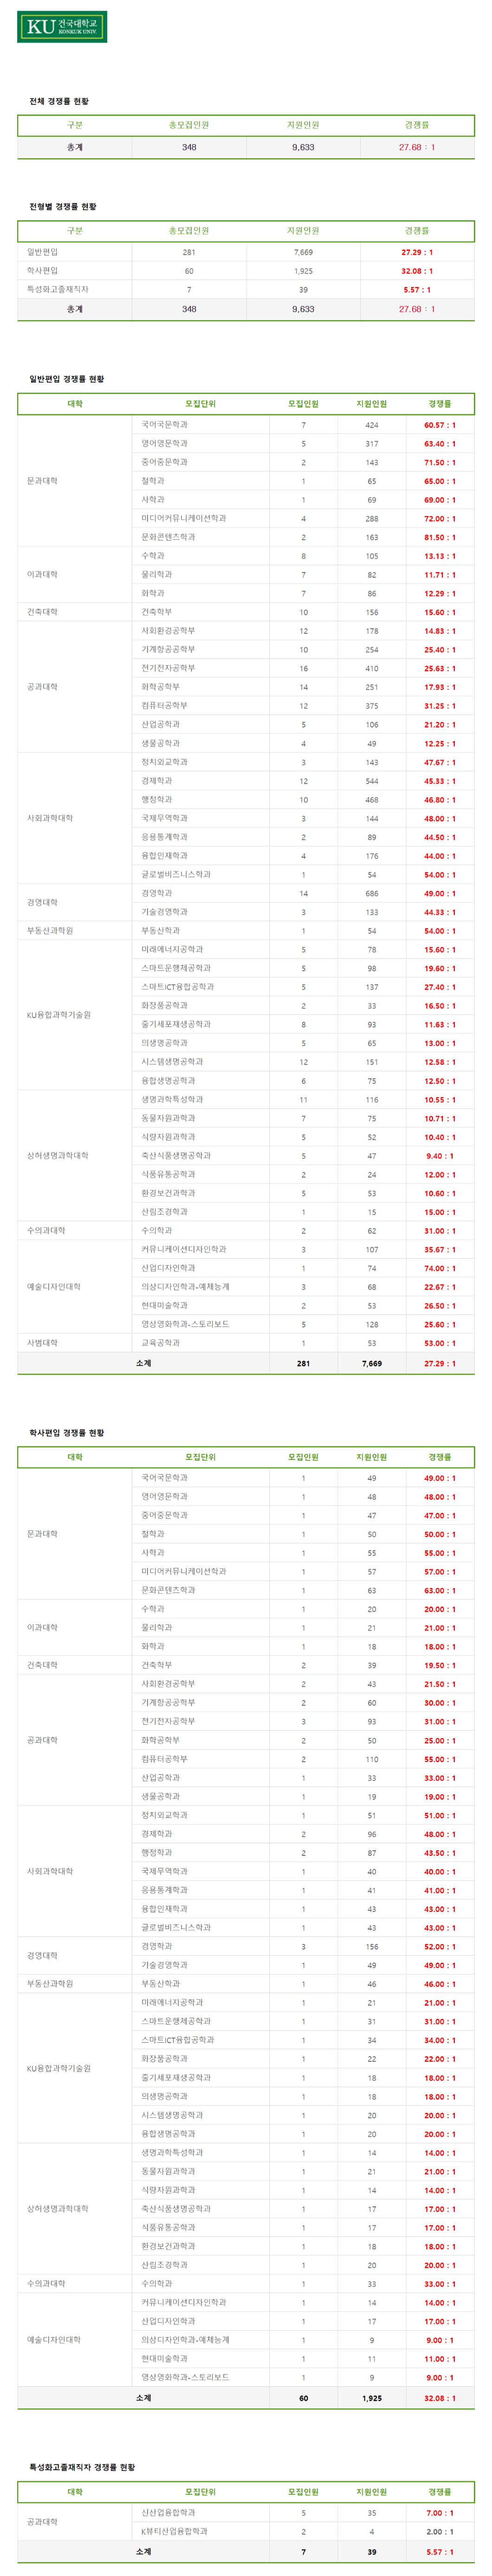 KU 건국대학교
KONKUK UNIV.
전체 경쟁률 현황
구분 총모집인원 지원인원 경쟁률
총계 348 9,633 27.68 : 1
전형별 경쟁률 현황
구분 총모집인원 지원인원 경쟁률
일반편입 281 7,669 27.29 : 1
학사편입 60 1,925 32.08 : 1
특성화고졸재직자 7 39 5.57 : 1
총계 348 9,633 27.68 : 1
일반편입 경쟁률 현황
대학 모집단위 모집인원 지원인원 경쟁률
문과대학 국어국문학과 7 424 60.57 : 1
영어영문학과 5 317 63.40 : 1
중어중문학과 2 143 71.50 : 1
철학과 1 65 65.00 : 1
사학과 1 69 69.00 : 1
미디어커뮤니케이션학과 4 288 72.00 : 1
문화콘텐츠학과 2 163 81.50 : 1
이과대학 수학과 8 105 13.13 : 1
물리학과 7 82 11.71 : 1
화학과 7 86 12.29 : 1
건축대학 건축학부 10 156 15.60 : 1
공과대학 사회환경공학부 12 178 14.83 : 1
기계항공공학부 10 254 25.40 : 1
전기전자공학부 16 410 25.63 : 1
화학공학부 14 251 17.93 : 1
컴퓨터공학부 12 375 31.25 : 1
산업공학과 5 106 21.20 : 1
생물공학과 4 49 12.25 : 1
사회과학대학 정치외교학과 3 143 47.67 : 1
경제학과 12 544 45.33 : 1
행정학과 10 468 46.80 : 1
국제무역학과 3 144 48.00 : 1
응용통계학과 2 89 44.50 : 1
융합인재학과 4 176 44.00 : 1
글로벌비즈니스학과 1 54 54.00 : 1
경영대학 경영학과 14 686 49.00 : 1
기술경영학과 3 133 44.33 : 1
부동산과학원 부동산학과 1 54 54.00 : 1
KU융합과학기술원 미래에너지공학과 5 78 15.60 : 1
스마트운행체공학과 5 98 19.60 : 1
스마트ICT융합공학과 5 137 27.40 : 1
화장품공학과 2 33 16.50 : 1
줄기세포재생공학과 8 93 11.63 : 1
의생명공학과 5 65 13.00 : 1
시스템생명공학과 12 151 12.58 : 1
융합생명공학과 6 75 12.50 : 1
상허생명과학대학 생명과학특성학과 11 116 10.55 : 1
동물자원과학과 7 75 10.71 : 1
식량자원과학과 5 52 10.40 : 1
축산식품생명공학과 5 47 9.40 : 1
식품유통공학과 2 24 12.00 : 1
환경보건과학과 5 53 10.60 : 1
산림조경학과 1 15 15.00 : 1
수의과대학 수의학과 2 62 31.00 : 1
예술디자인대학 커뮤니케이션디자인학과 3 107 35.67 : 1
산업디자인학과 1 74 74.00 : 1
의상디자인학과-예체능계 3 68 22.67 : 1
현대미술학과 2 53 26.50 : 1
영상영화학과-스토리보드 5 128 25.60 : 1
사범대학 교육공학과 1 53 53.00 : 1
소계 281 7,669 27.29 : 1
학사편입 경쟁률 현황
대학 모집단위 모집인원 지원인원 경쟁률
문과대학 국어국문학과 1 49 49.00 : 1
영어영문학과 1 48 48.00 : 1
중어중문학과 1 47 47.00 : 1
철학과 1 50 50.00 : 1
사학과 1 55 55.00 : 1
미디어커뮤니케이션학과 1 57 57.00 : 1
문화콘텐츠학과 1 63 63.00 : 1
이과대학 수학과 1 20 20.00 : 1
물리학과 1 21 21.00 : 1
화학과 1 18 18.00 : 1
건축대학 건축학부 2 39 19.50 : 1
공과대학 사회환경공학부 2 43 21.50 : 1
기계항공공학부 2 60 30.00 : 1
전기전자공학부 3 93 31.00 : 1
화학공학부 2 50 25.00 : 1
컴퓨터공학부 2 110 55.00 : 1
산업공학과 1 33 33.00 : 1
생물공학과 1 19 19.00 : 1
사회과학대학 정치외교학과 1 51 51.00 : 1
경제학과 2 96 48.00 : 1
행정학과 2 87 43.50 : 1
국제무역학과 1 40 40.00 : 1
응용통계학과 1 41 41.00 : 1
융합인재학과 1 43 43.00 : 1
글로벌비즈니스학과 1 43 43.00 : 1
경영대학 경영학과 3 156 52.00 : 1
기술경영학과 1 49 49.00 : 1
부동산과학원 부동산학과 1 46 46.00 : 1
KU융합과학기술원 미래에너지공학과 1 21 21.00 : 1
스마트운행체공학과 1 31 31.00 : 1
스마트ICT융합공학과 1 34 34.00 : 1
화장품공학과 1 22 22.00 : 1
줄기세포재생공학과 1 18 18.00 : 1
의생명공학과 1 18 18.00 : 1
시스템생명공학과 1 20 20.00 : 1
융합생명공학과 1 20 20.00 : 1
상허생명과학대학 생명과학특성학과 1 14 14.00 : 1
동물자원과학과 1 21 21.00 : 1
식량자원과학과 1 14 14.00 : 1
축산식품생명공학과 1 17 17.00 : 1
식품유통공학과 1 17 17.00 : 1
환경보건과학과 1 18 18.00 : 1
산림조경학과 1 20 20.00 : 1
수의과대학 수의학과 1 33 33.00 : 1
예술디자인대학 커뮤니케이션디자인학과 1 14 14.00 : 1
산업디자인학과 1 17 17.00 : 1
의상디자인학과-예체능계 1 9 9.00 : 1
현대미술학과 1 11 11.00 : 1
영상영화학과-스토리보드 1 9 9.00 : 1
소계 60 1,925 32.08 : 1
특성화고졸재직자 경쟁률 현황
대학 모집단위 모집인원 지원인원 경쟁률
공과대학 신산업융합학과 5 35 7.00 : 1
K뷰티산업융합학과 2 4 2.00 : 1
소계 7 39 5.57 : 1